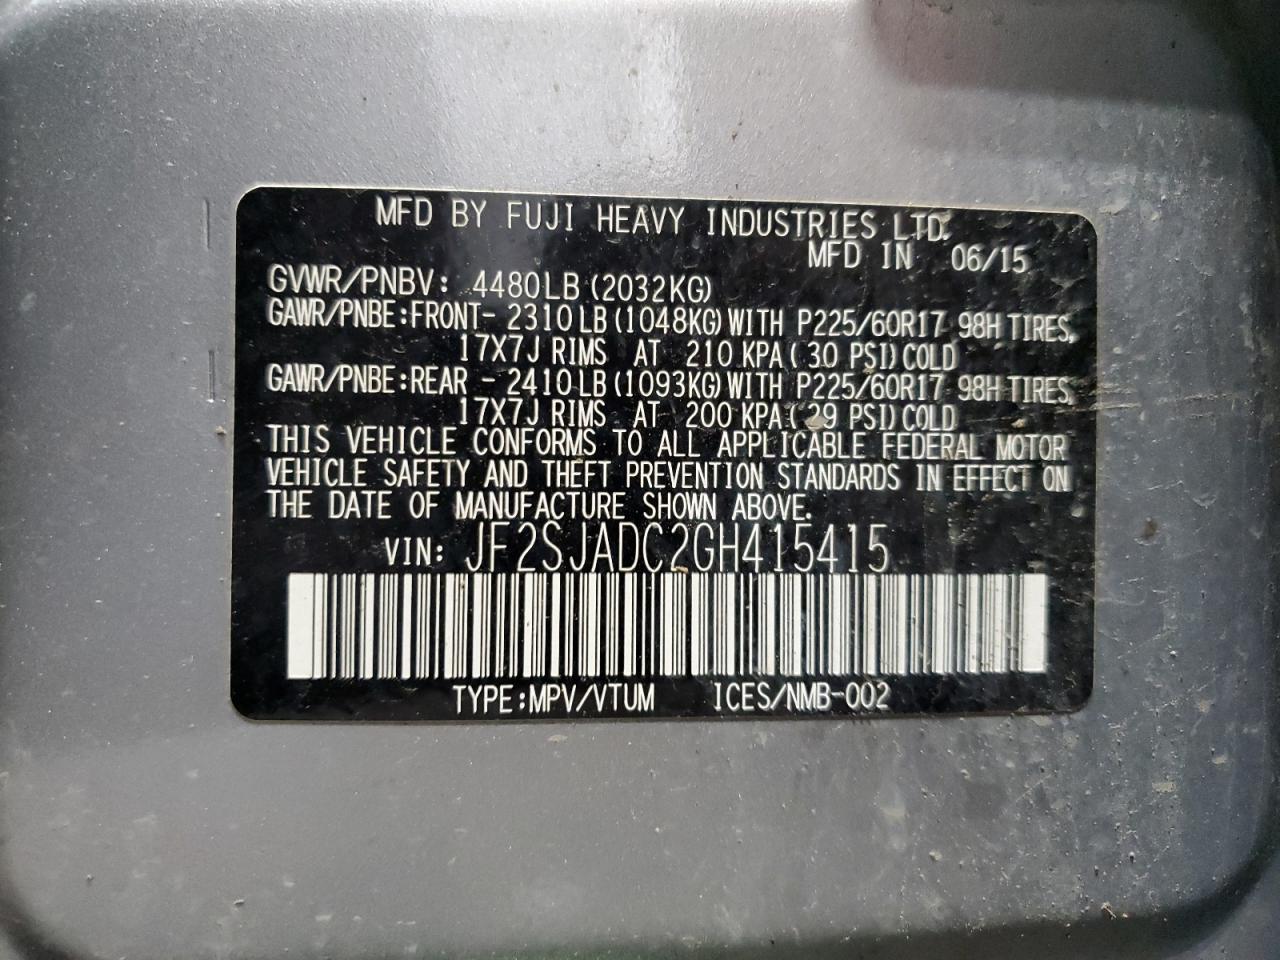 MFD BY FUJI HEAVY INDUSTRIES LTD.
MFD IN 06/15
GVWR/PNBV: 4480LB (2032KG)
GAWR/PNBE:FRONT- 2310LB(1048KG)WITH P225/60R17 98H TIRES,
17X7J RIMS AT 210 KPA(30 PSI)COLD
GAWR/PNBE:REAR - 2410LB(1093KG)WITH P225/60R17 98H TIRES,
17X7J RIMS AT 200 KPA(29 PSI)COLD
THIS VEHICLE CONFORMS TO ALL APPLICABLE FEDERAL MOTOR
VEHICLE SAFETY AND THEFT PREVENTION STANDARDS IN EFFECT ON
THE DATE OF MANUFACTURE SHOWN ABOVE.
VIN: JF2SJADC2GH415415
TYPE:MPV/VTUM ICES/NMB-002